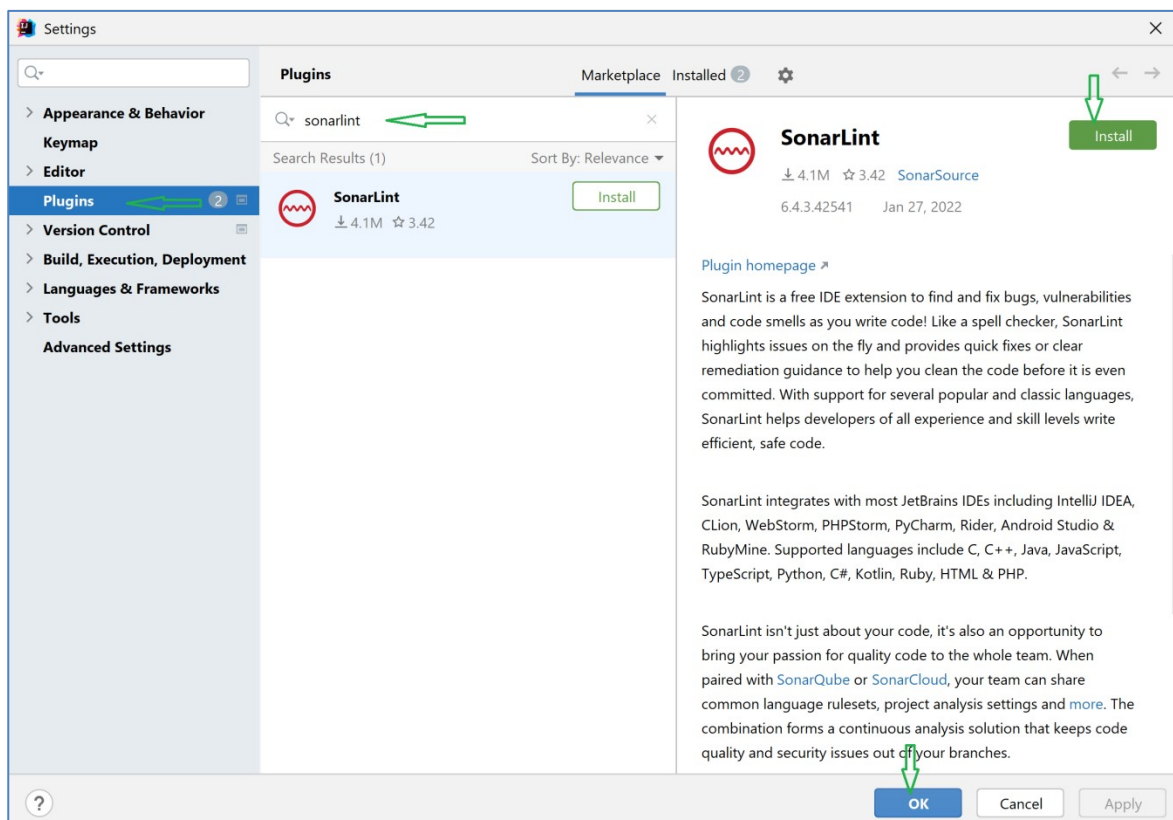 Settings
Appearance & Behavior
Keymap
Editor
Plugins 2
Version Control
Build, Execution, Deployment
Languages & Frameworks
Tools
Advanced Settings
Plugins
Marketplace Installed 2
sonarlint
Search Results (1) Sort By: Relevance
SonarLint Install
4.1M 3.42
SonarLint Install
4.1M 3.42 SonarSource
6.4.3.42541 Jan 27, 2022
Plugin homepage
SonarLint is a free IDE extension to find and fix bugs, vulnerabilities
and code smells as you write code! Like a spell checker, SonarLint
highlights issues on the fly and provides quick fixes or clear
remediation guidance to help you clean the code before it is even
committed. With support for several popular and classic languages,
SonarLint helps developers of all experience and skill levels write
efficient, safe code.
SonarLint integrates with most JetBrains IDEs including IntelliJ IDEA,
CLion, WebStorm, PHPStorm, PyCharm, Rider, Android Studio &
RubyMine. Supported languages include C, C++, Java, JavaScript,
TypeScript, Python, C#, Kotlin, Ruby, HTML & PHP.
SonarLint isn't just about your code, it's also an opportunity to
bring your passion for quality code to the whole team. When
paired with SonarQube or SonarCloud, your team can share
common language rulesets, project analysis settings and more. The
combination forms a continuous analysis solution that keeps code
quality and security issues out of your branches.
? OK Cancel Apply